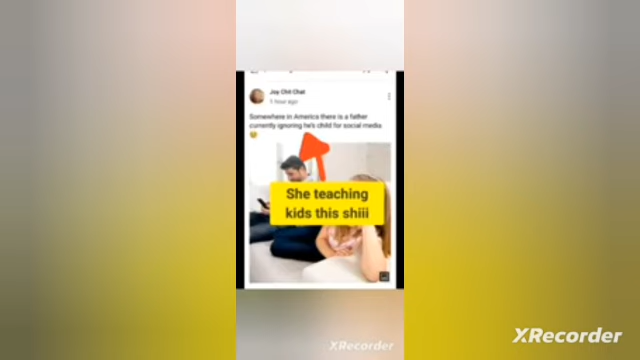 Joy Chit Chat
1 hour ago
Somewhere in America there is a father
currently ignoring he's child for social media
She teaching
kids this shiii
XRecorder
XRecorder